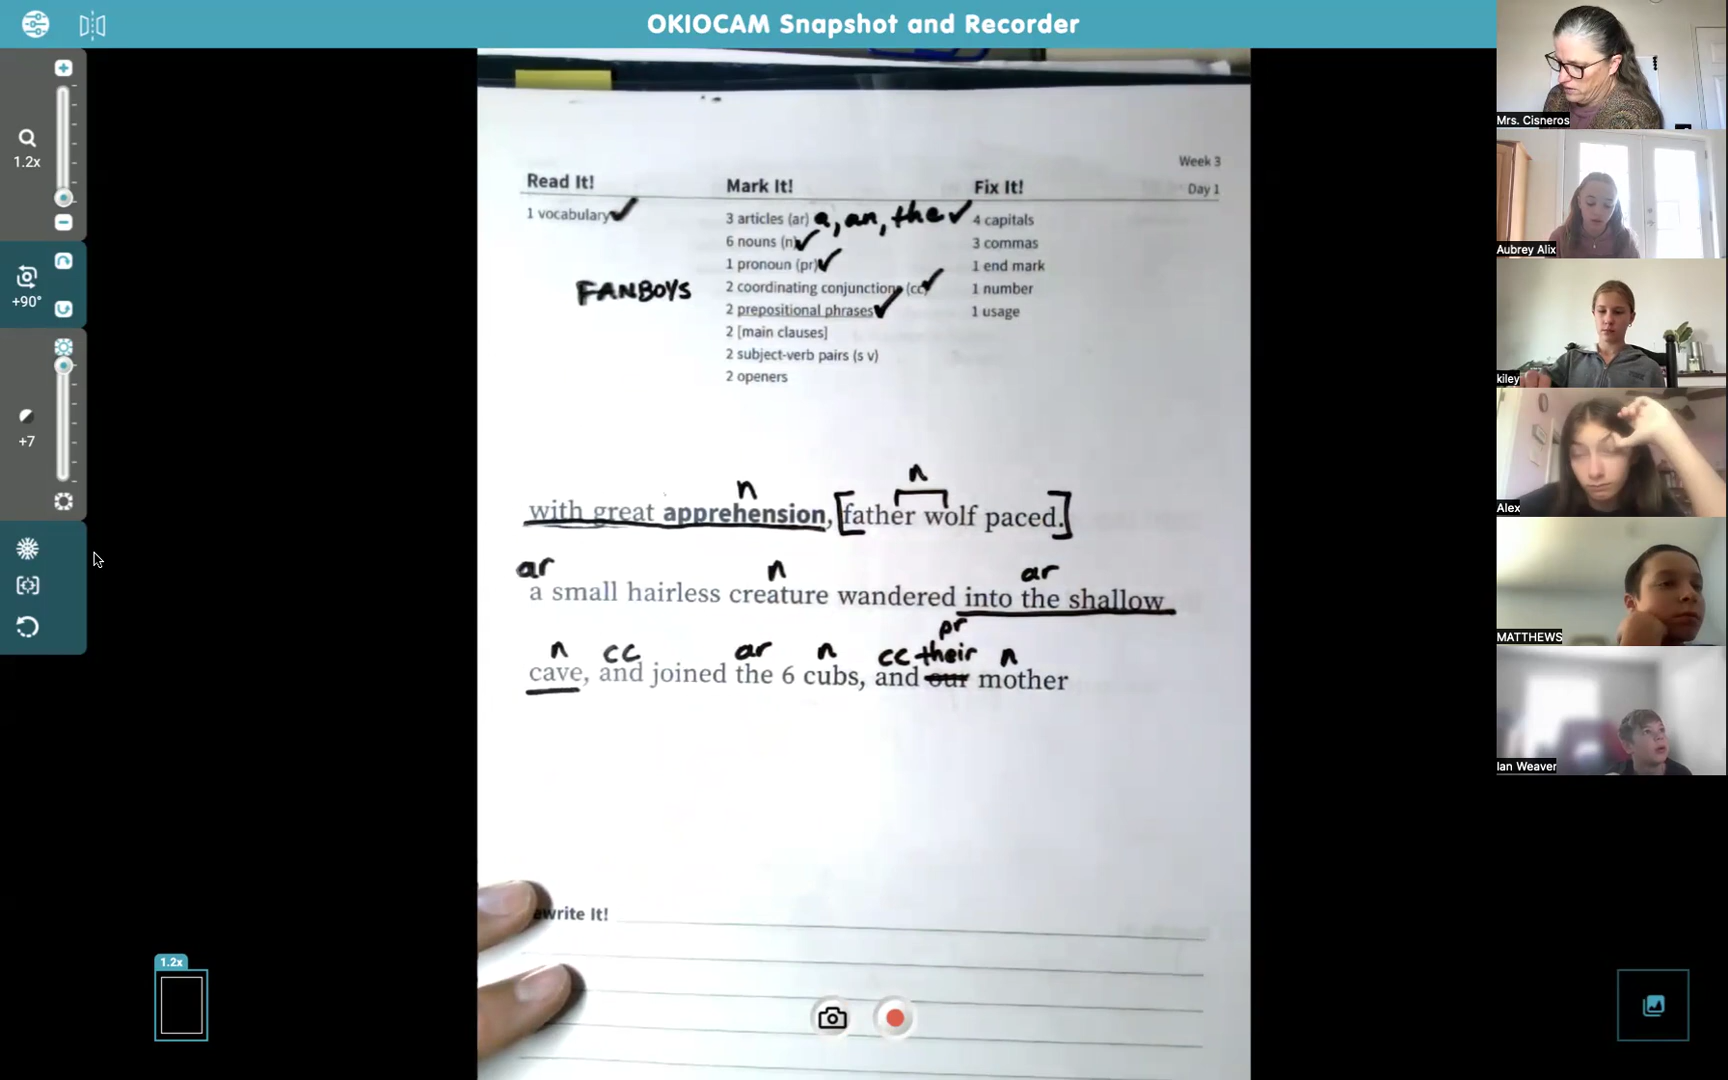 OKIOCAM Snapshot and Recorder
1.2x
+90°
+7
1.2x
Week 3
Day 1
Read It!
1 vocabulary
FANBOYS
Mark It!
3 articles (ar) a, an, the
6 nouns (n)
1 pronoun (pr)
2 coordinating conjunctions (cc)
2 prepositional phrases
2 [main clauses]
2 subject-verb pairs (s v)
2 openers
Fix It!
4 capitals
3 commas
1 end mark
1 number
1 usage
n n
with great apprehension, [father wolf paced.]
ar n ar
a small hairless creature wandered into the shallow
pr
n cc ar n cc their n
cave, and joined the 6 cubs, and our mother
ewrite It!
Mrs. Cisneros
Aubrey Alix
kiley
Alex
MATTHEWS
Ian Weaver